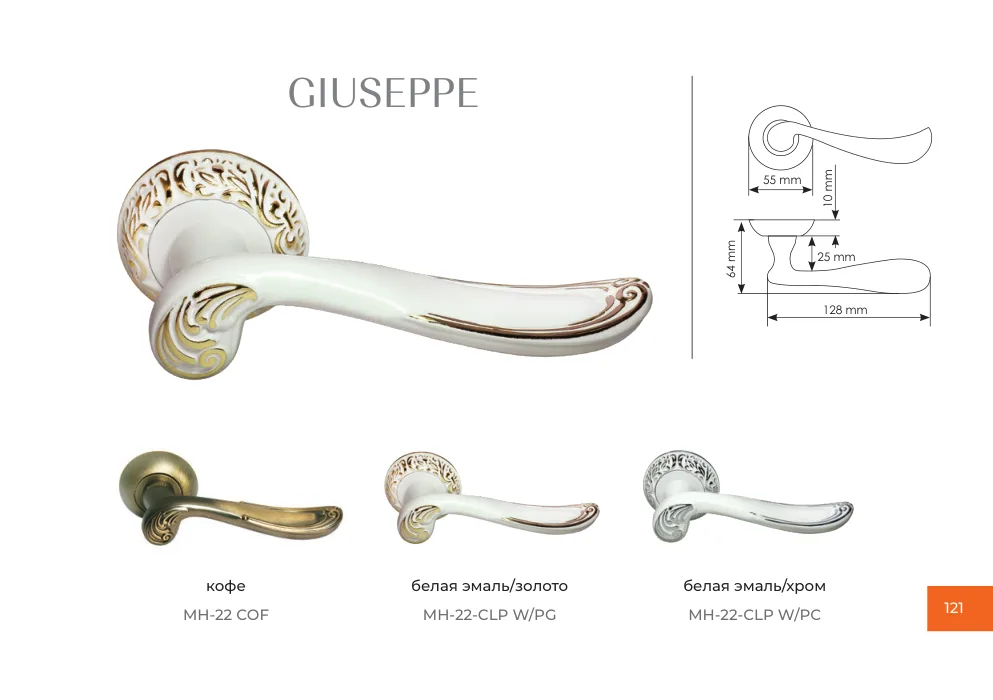 GIUSEPPE
55 mm
10 mm
64 mm
25 mm
128 mm
кофе
MH-22 COF
белая эмаль/золото
MH-22-CLP W/PG
белая эмаль/хром
MH-22-CLP W/PC
121